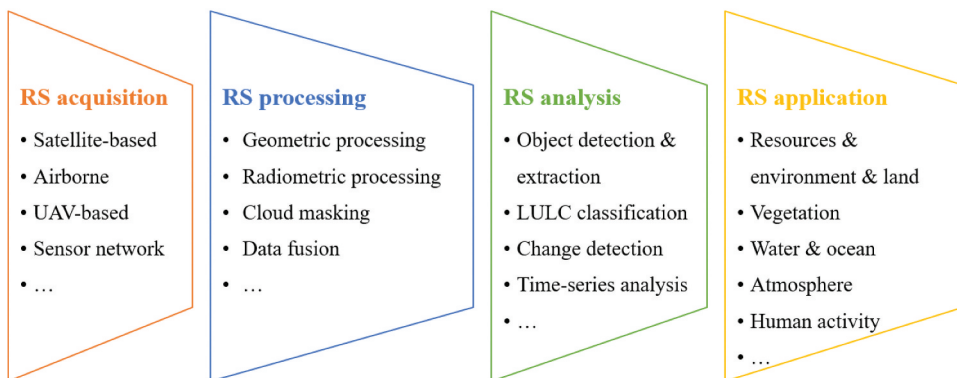 RS acquisition
• Satellite-based
• Airborne
• UAV-based
• Sensor network
• …
RS processing
• Geometric processing
• Radiometric processing
• Cloud masking
• Data fusion
• …
RS analysis
• Object detection &
extraction
• LULC classification
• Change detection
• Time-series analysis
• …
RS application
• Resources &
environment & land
• Vegetation
• Water & ocean
• Atmosphere
• Human activity
• …